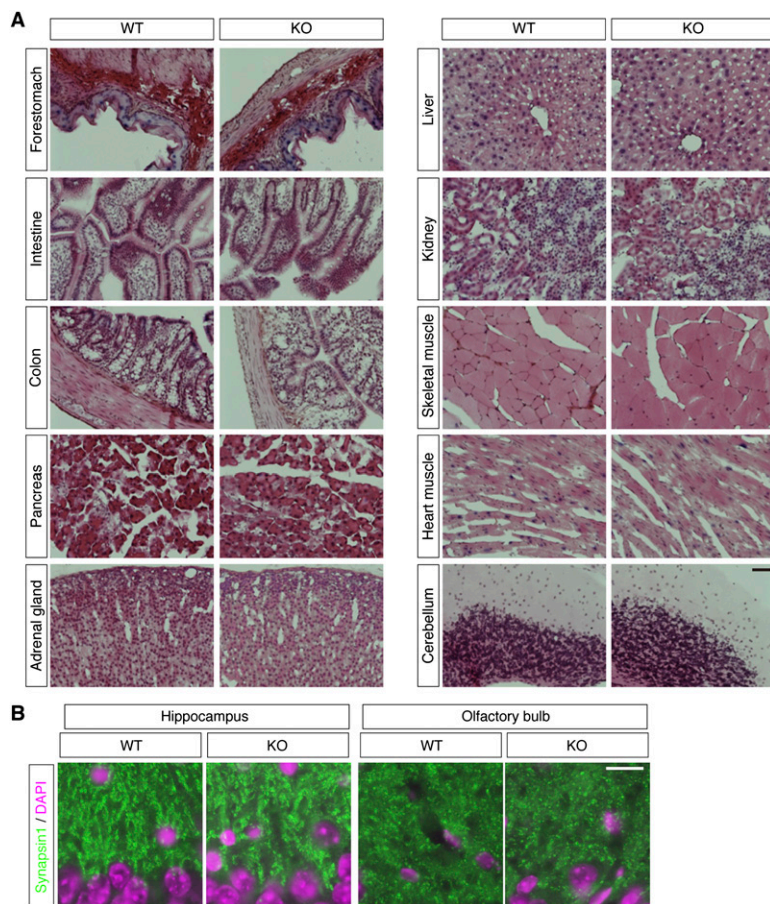 A
WT
KO
WT
KO
Forestomach
Liver
Intestine
Kidney
Colon
Skeletal muscle
Pancreas
Heart muscle
Adrenal gland
Cerebellum
B
Hippocampus
Olfactory bulb
WT
KO
WT
KO
Synapsin1 / DAPI